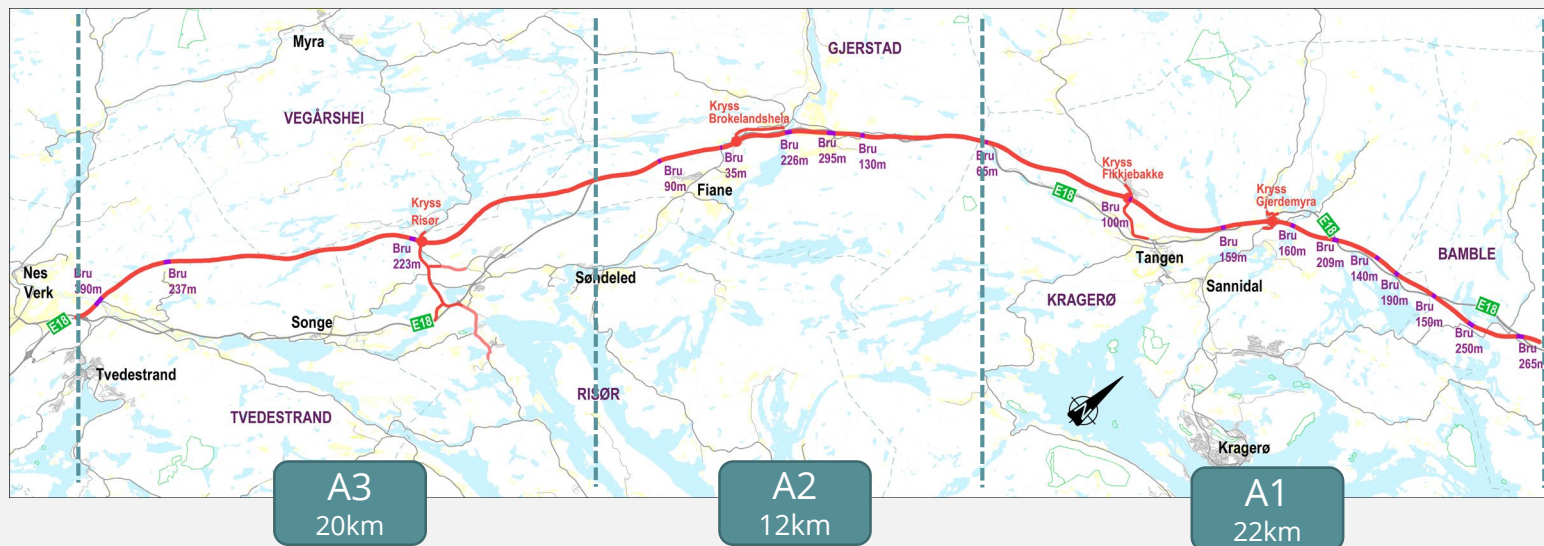 Myra
GJERSTAD
VEGÅRSHEI
Kryss
Brokelandsheia
Bru
35m
Bru
226m
Bru
295m
Bru
130m
Bru
90m
Fiane
Bru
65m
Kryss
Fikkjebakke
E18
Bru
100m
Kryss
Gjerdemyra
E18
Bru
159m
Bru
160m
Bru
209m
Bru
140m
Bru
190m
Bru
150m
Bru
250m
Bru
265m
BAMBLE
E18
Tangen
Sannidal
KRAGERØ
Kragerø
Kryss
Risør
Bru
223m
Nes
Verk
Bru
390m
Bru
237m
E18
Songe
E18
Søndeled
Tvedestrand
TVEDESTRAND
RISØR
N
A3
20km
A2
12km
A1
22km